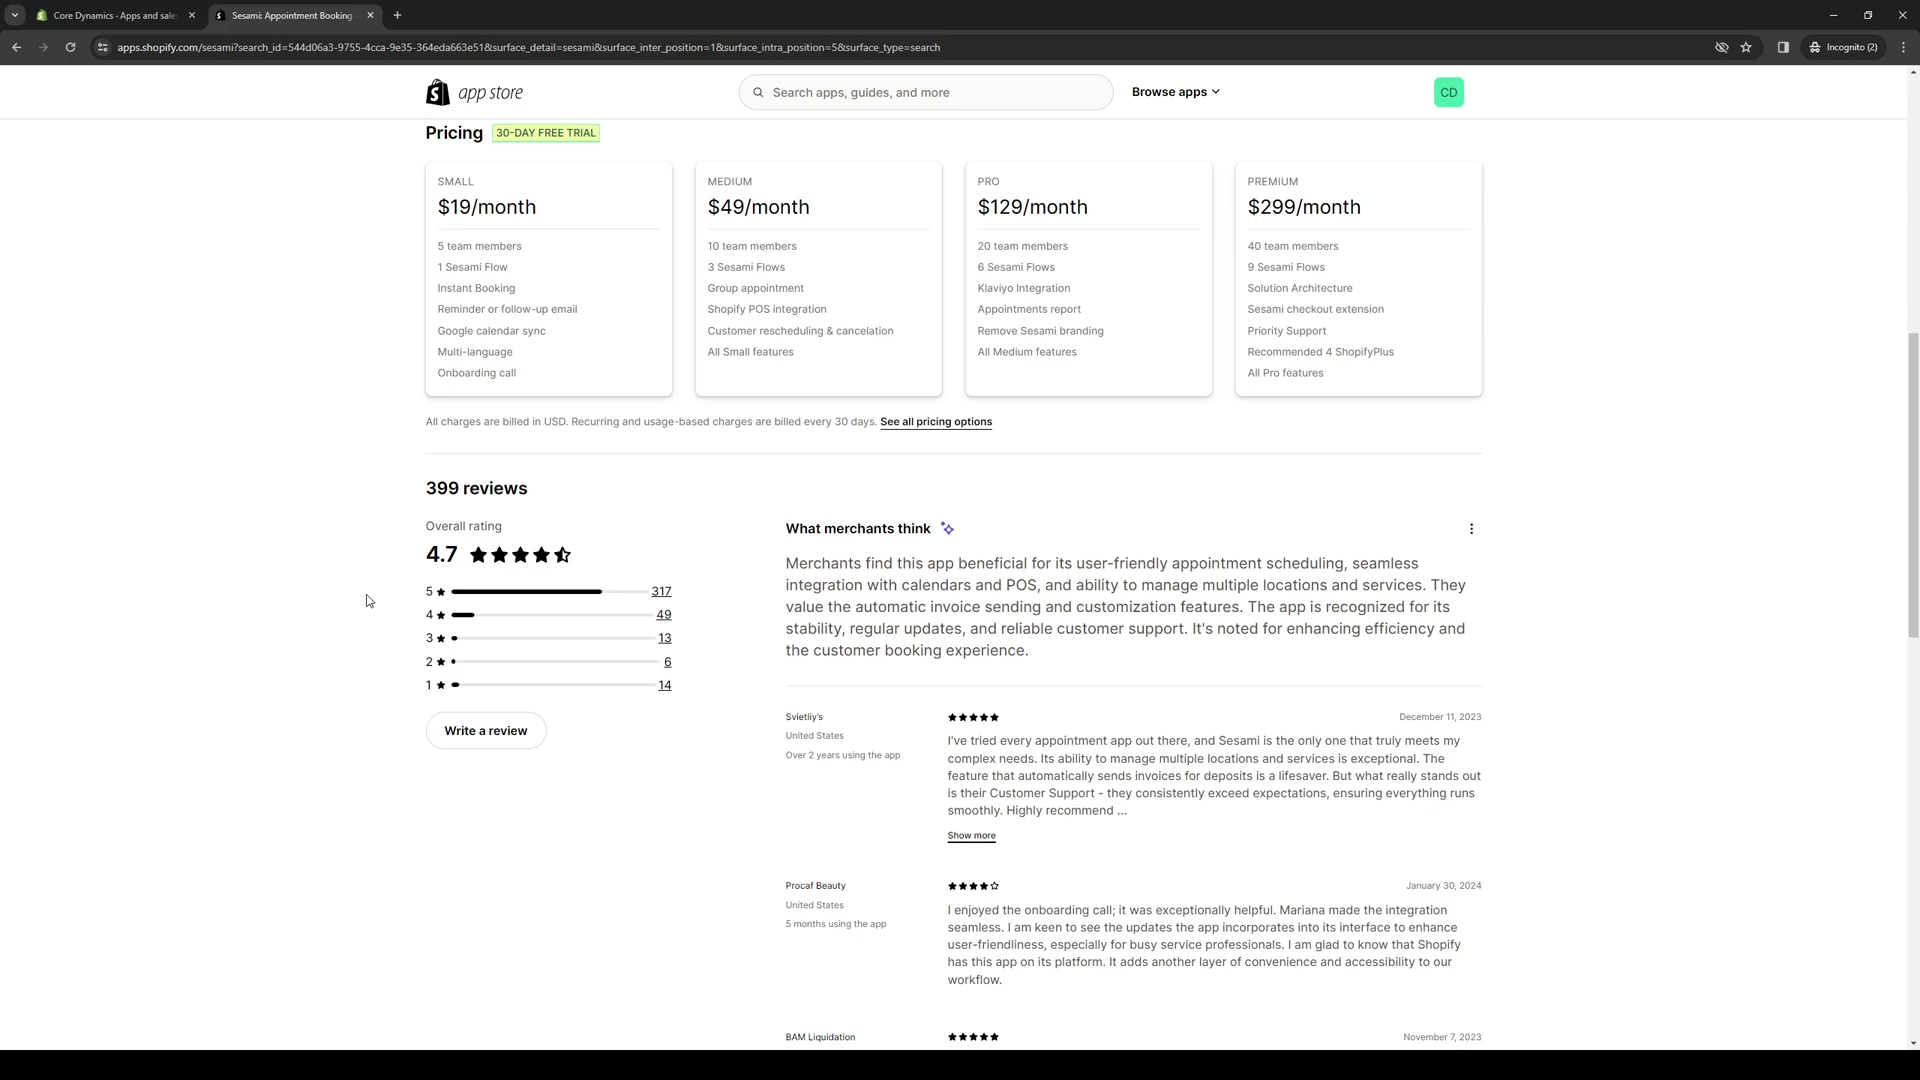 Core Dynamics · Apps and sales
Sesami: Appointment Booking
apps.shopify.com/sesami?search_id=544d06a3-9755-4cca-9e35-364eda663e51&surface_detail=sesami&surface_inter_position=1&surface_intra_position=5&surface_type=search
Incognito (2)
app store
Search apps, guides, and more
Browse apps
CD
Pricing
30-DAY FREE TRIAL
SMALL
$19/month
5 team members
1 Sesami Flow
Instant Booking
Reminder or follow-up email
Google calendar sync
Multi-language
Onboarding call
MEDIUM
$49/month
10 team members
3 Sesami Flows
Group appointment
Shopify POS integration
Customer rescheduling & cancelation
All Small features
PRO
$129/month
20 team members
6 Sesami Flows
Klaviyo Integration
Appointments report
Remove Sesami branding
All Medium features
PREMIUM
$299/month
40 team members
9 Sesami Flows
Solution Architecture
Sesami checkout extension
Priority Support
Recommended 4 ShopifyPlus
All Pro features
All charges are billed in USD. Recurring and usage-based charges are billed every 30 days. See all pricing options
399 reviews
Overall rating
4.7
5 317
4 49
3 13
2 6
1 14
Write a review
What merchants think
Merchants find this app beneficial for its user-friendly appointment scheduling, seamless
integration with calendars and POS, and ability to manage multiple locations and services. They
value the automatic invoice sending and customization features. The app is recognized for its
stability, regular updates, and reliable customer support. It's noted for enhancing efficiency and
the customer booking experience.
Svietliy's
United States
Over 2 years using the app
December 11, 2023
I've tried every appointment app out there, and Sesami is the only one that truly meets my
complex needs. Its ability to manage multiple locations and services is exceptional. The
feature that automatically sends invoices for deposits is a lifesaver. But what really stands out
is their Customer Support - they consistently exceed expectations, ensuring everything runs
smoothly. Highly recommend ...
Show more
Procaf Beauty
United States
5 months using the app
January 30, 2024
I enjoyed the onboarding call; it was exceptionally helpful. Mariana made the integration
seamless. I am keen to see the updates the app incorporates into its interface to enhance
user-friendliness, especially for busy service professionals. I am glad to know that Shopify
has this app on its platform. It adds another layer of convenience and accessibility to our
workflow.
BAM Liquidation
November 7, 2023